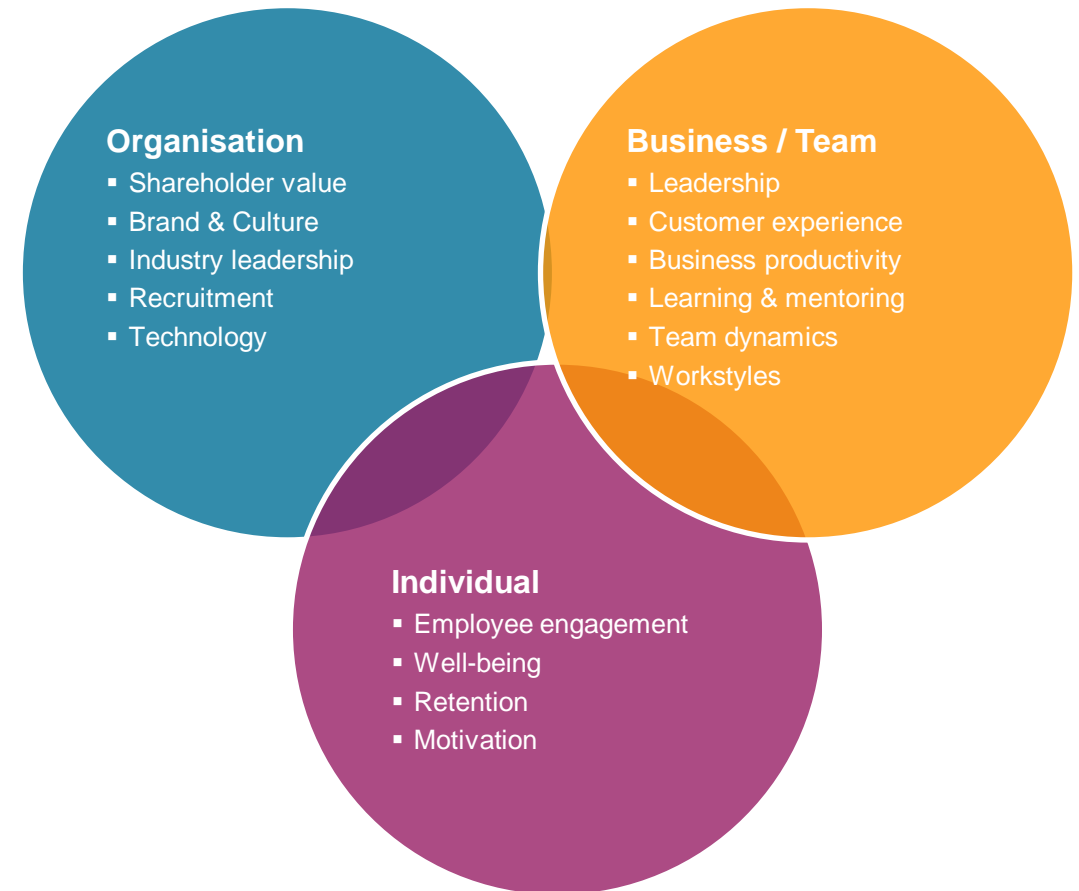 Organisation
▪ Shareholder value
▪ Brand & Culture
▪ Industry leadership
▪ Recruitment
▪ Technology
Business / Team
▪ Leadership
▪ Customer experience
▪ Business productivity
▪ Learning & mentoring
▪ Team dynamics
▪ Workstyles
Individual
▪ Employee engagement
▪ Well-being
▪ Retention
▪ Motivation